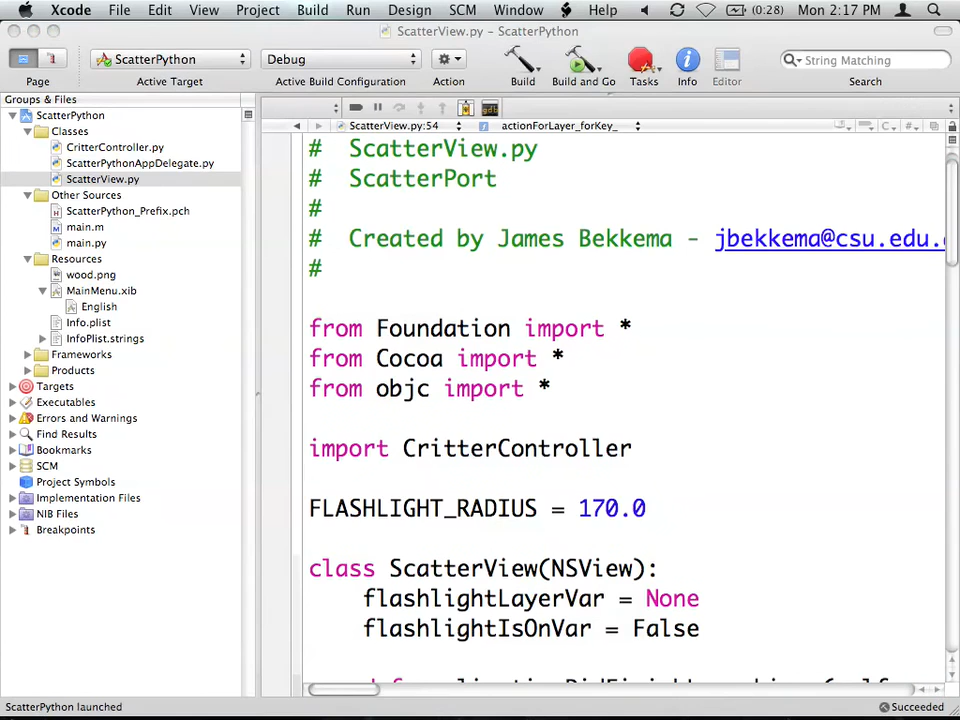 Xcode File Edit View Project Build Run Design SCM Window Help (0:28) Mon 2:17 PM
ScatterView.py - ScatterPython
ScatterPython Debug String Matching
Page Active Target Active Build Configuration Action Build Build and Go Tasks Info Editor Search
Groups & Files
ScatterPython
Classes
CritterController.py
ScatterPythonAppDelegate.py
ScatterView.py
Other Sources
ScatterPython_Prefix.pch
main.m
main.py
Resources
wood.png
MainMenu.xib
English
Info.plist
InfoPlist.strings
Frameworks
Products
Targets
Executables
Errors and Warnings
Find Results
Bookmarks
SCM
Project Symbols
Implementation Files
NIB Files
Breakpoints
ScatterView.py:54 actionForLayer_forKey_
# ScatterView.py
# ScatterPort
#
# Created by James Bekkema - jbekkema@csu.edu.
#
from Foundation import *
from Cocoa import *
from objc import *
import CritterController
FLASHLIGHT_RADIUS = 170.0
class ScatterView(NSView):
flashlightLayerVar = None
flashlightIsOnVar = False
ScatterPython launched Succeeded